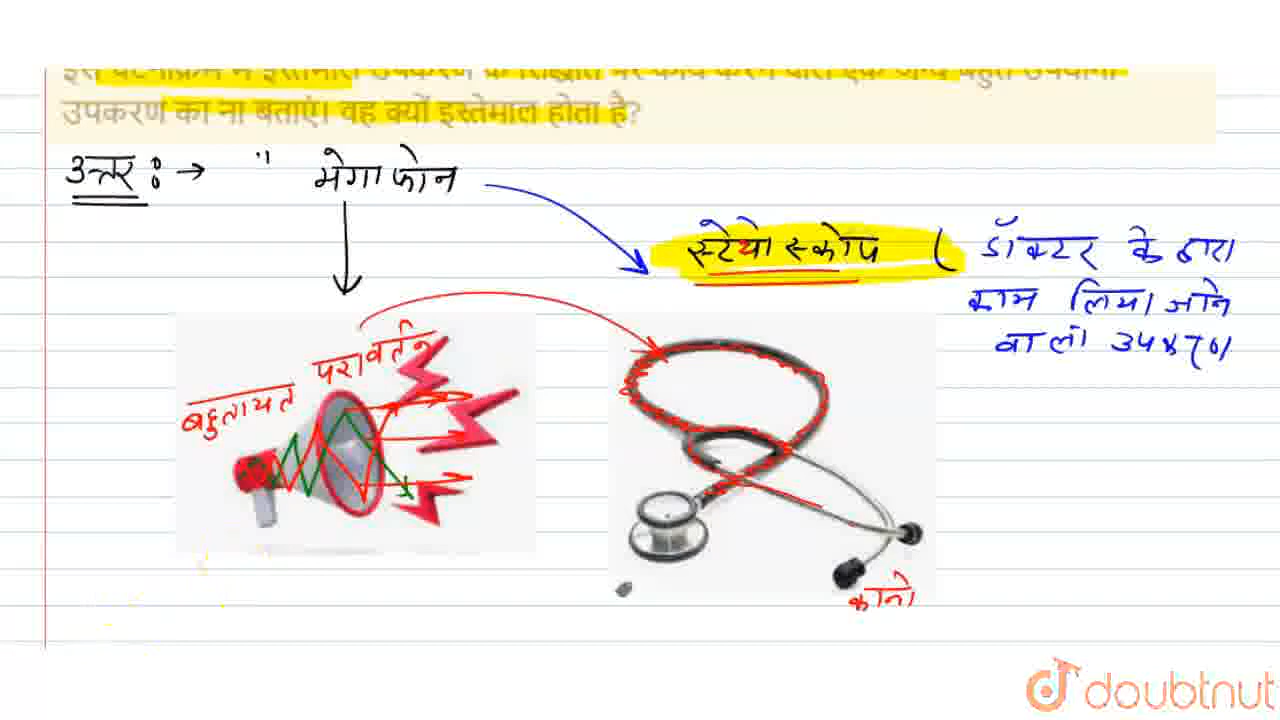 उपकरण का ना बताएं। वह क्यों इस्तेमाल होता है?
उत्तर :→ मेगाफोन
स्टेथोस्कोप ( डॉक्टर के द्वारा
काम लिया जाने
वाला उपकरण
बहुतायत परावर्तन
कानो
doubtnut